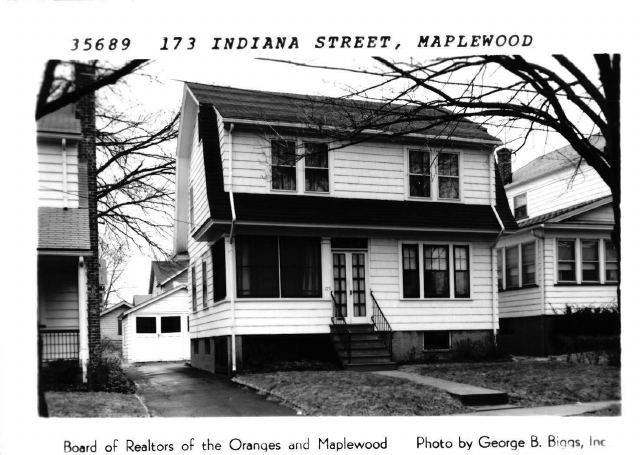 35689 173 INDIANA STREET, MAPLEWOOD
Board of Realtors of the Oranges and Maplewood Photo by George B. Biggs, Inc